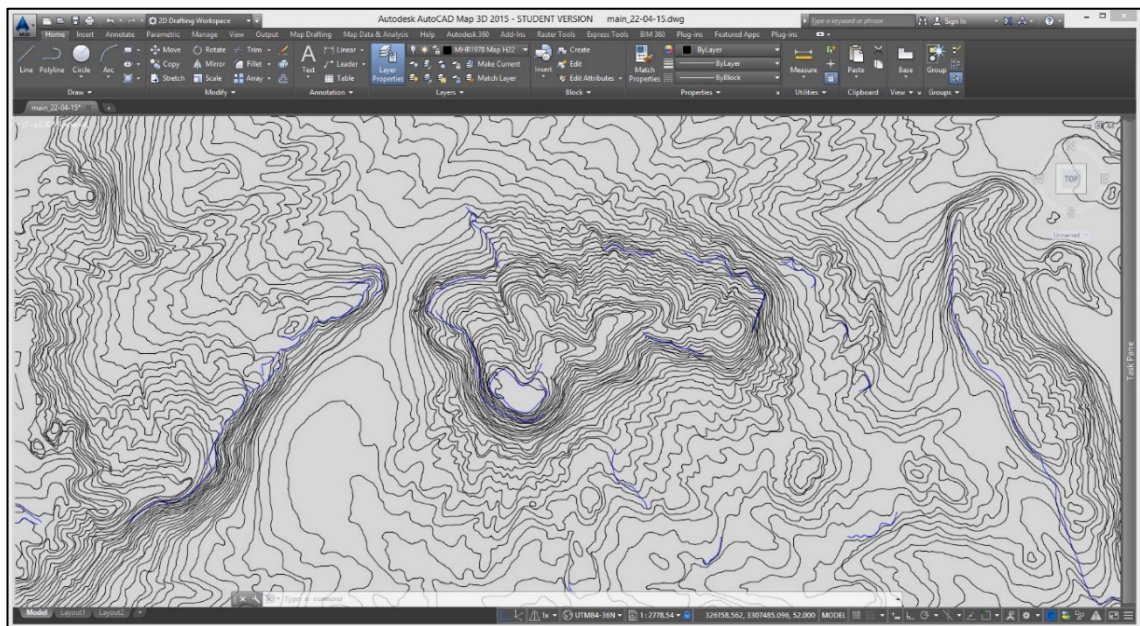 Autodesk AutoCAD Map 3D 2015 - STUDENT VERSION main_22-04-15.dwg
2D Drafting Workspace
Type a keyword or phrase
Sign In
Home Insert Annotate Parametric Manage View Output Map Drafting Map Data & Analysis Help Autodesk 360 Add-Ins Raster Tools Express Tools BIM 360 Plug-ins Featured Apps Plug-ins
Line Polyline Circle Arc
Move Rotate Trim
Copy Mirror Fillet
Stretch Scale Array
Text
Linear
Leader
Table
Layer Properties
MHR1978 Map H22
Make Current
Match Layer
Insert
Create
Edit
Edit Attributes
Match Properties
ByLayer
ByLayer
ByBlock
Measure
Paste
Base
Group
Draw Modify Annotation Layers Block Properties Utilities Clipboard View Groups
main_22-04-15*
TOP
Unnamed
Task Pane
Type a command
Model Layout1 Layout2
UTM84-36N 1:2778.54 326158.562, 3307485.096, 52.000 MODEL